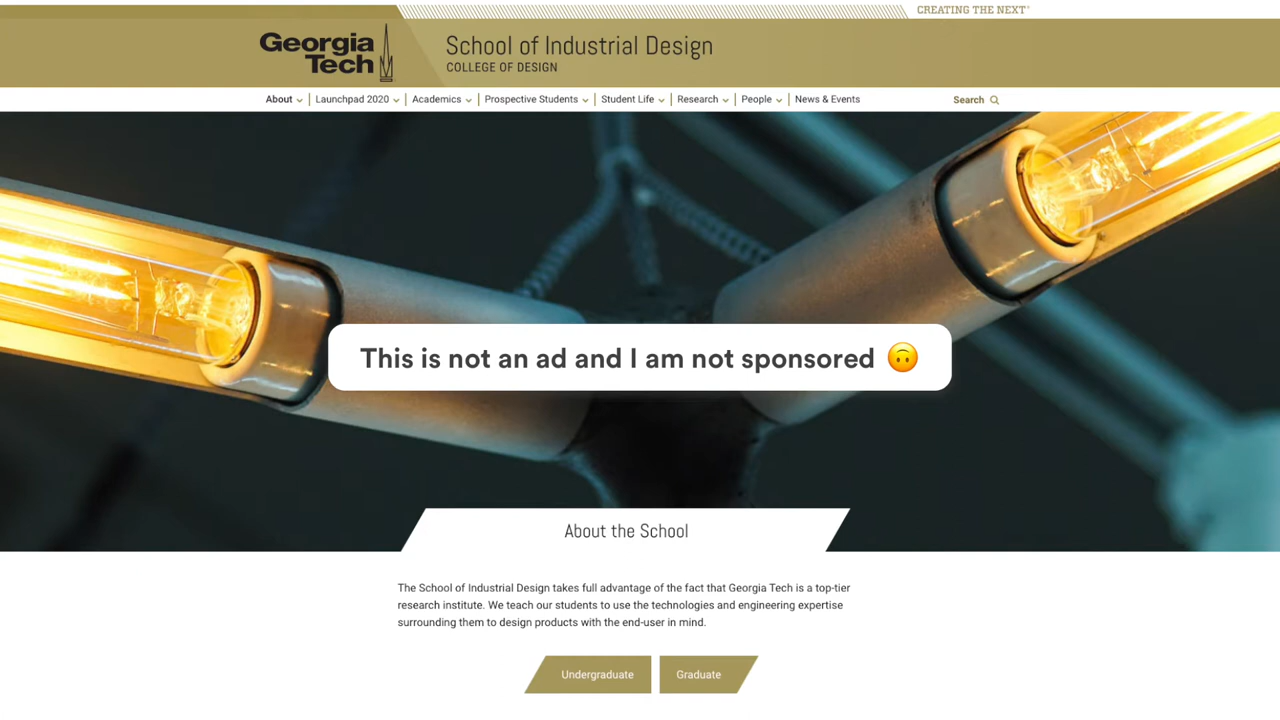 CREATING THE NEXT®
Georgia
Tech
School of Industrial Design
COLLEGE OF DESIGN
About
Launchpad 2020
Academics
Prospective Students
Student Life
Research
People
News & Events
Search
This is not an ad and I am not sponsored 🙃
About the School
The School of Industrial Design takes full advantage of the fact that Georgia Tech is a top-tier
research institute. We teach our students to use the technologies and engineering expertise
surrounding them to design products with the end-user in mind.
Undergraduate
Graduate